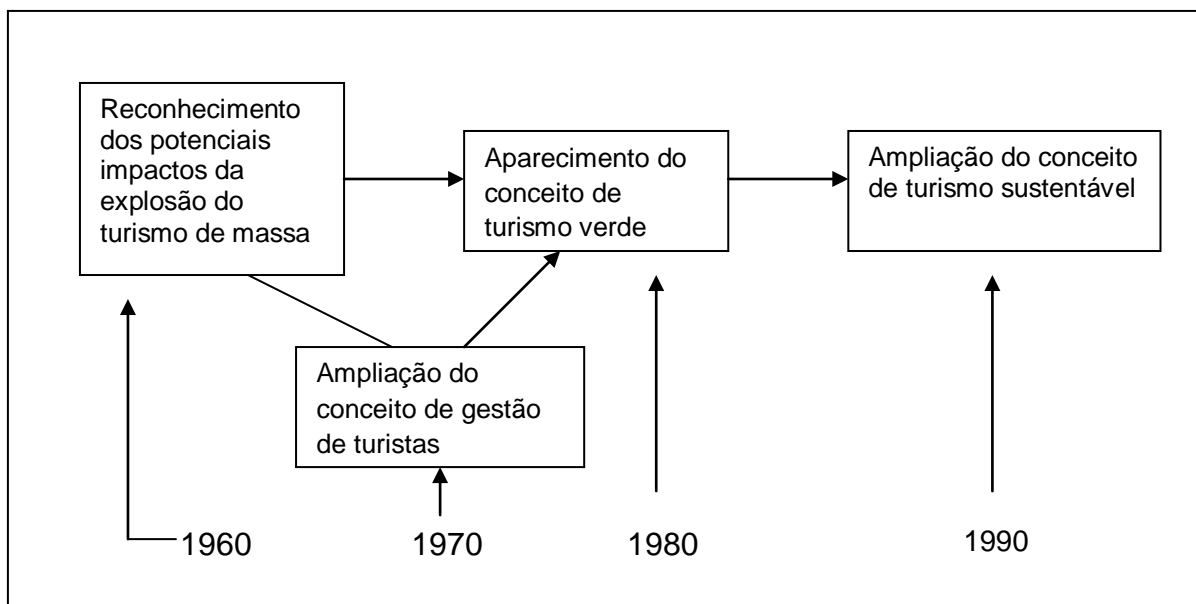 Reconhecimento
dos potenciais
impactos da
explosão do
turismo de massa
Aparecimento do
conceito de
turismo verde
Ampliação do conceito
de turismo sustentável
Ampliação do
conceito de gestão
de turistas
1960
1970
1980
1990